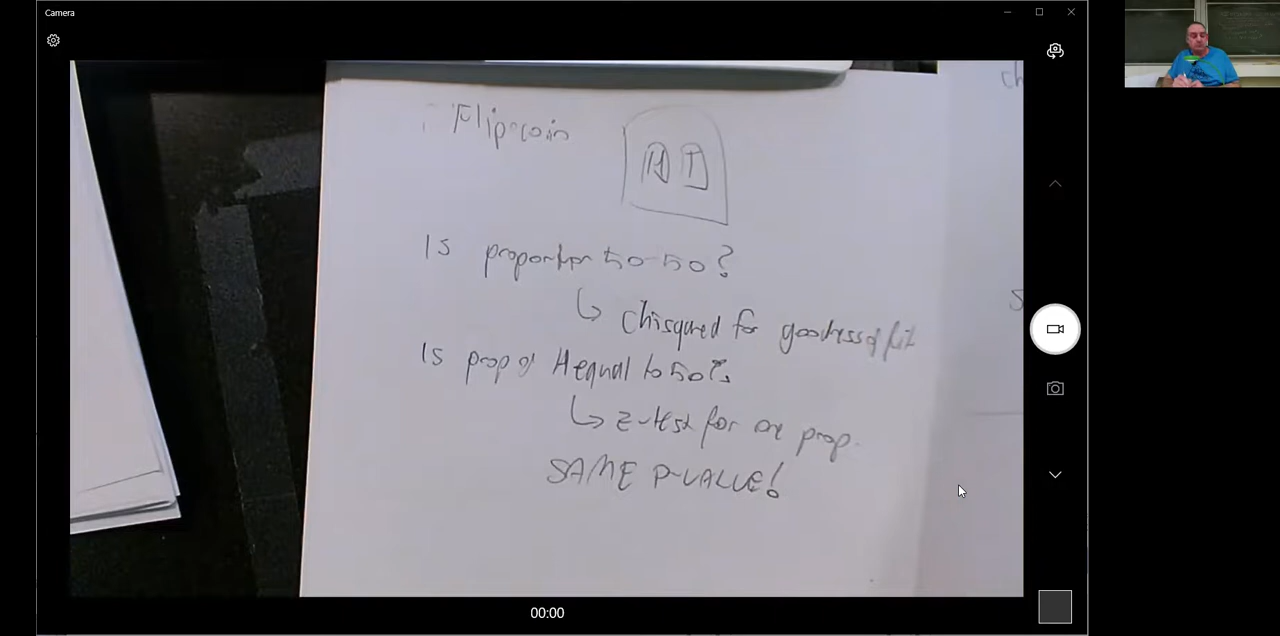 Camera
Flip coin
H T
Is proportion 50-50?
Chisquared for goodness of fit
Is prop of H equal to 50%
z-test for one prop.
SAME P-VALUE!
00:00